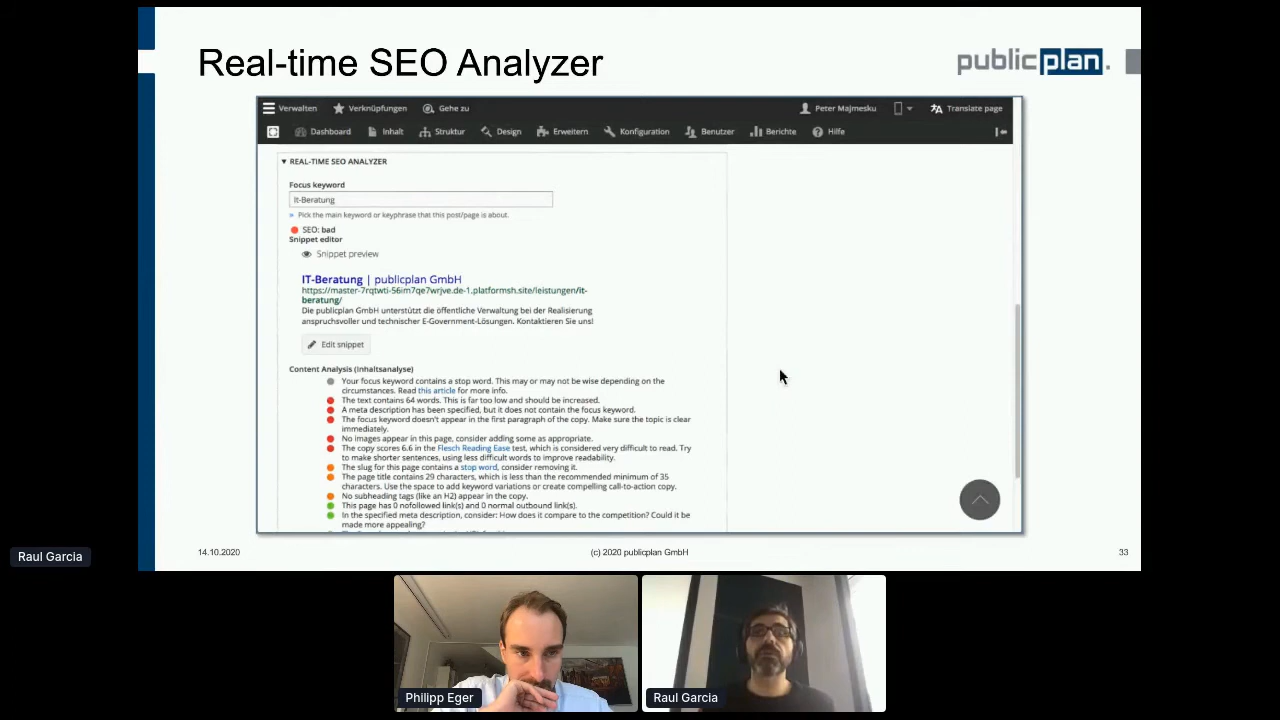 Real-time SEO Analyzer
publicplan.
Verwalten Verknüpfungen Gehe zu Peter Majmesku Translate page
Dashboard Inhalt Struktur Design Erweitern Konfiguration Benutzer Berichte Hilfe
REAL-TIME SEO ANALYZER
Focus keyword
It-Beratung
» Pick the main keyword or keyphrase that this post/page is about.
SEO: bad
Snippet editor
Snippet preview
IT-Beratung | publicplan GmbH
https://master-7rqtwti-56im7qe7wrjve.de-1.platformsh.site/leistungen/it-
beratung/
Die publicplan GmbH unterstützt die öffentliche Verwaltung bei der Realisierung
anspruchsvoller und technischer E-Government-Lösungen. Kontaktieren Sie uns!
Edit snippet
Content Analysis (Inhaltsanalyse)
Your focus keyword contains a stop word. This may or may not be wise depending on the
circumstances. Read this article for more info.
The text contains 64 words. This is far too low and should be increased.
A meta description has been specified, but it does not contain the focus keyword.
The focus keyword doesn't appear in the first paragraph of the copy. Make sure the topic is clear
immediately.
No images appear in this page, consider adding some as appropriate.
The copy scores 6.6 in the Flesch Reading Ease test, which is considered very difficult to read. Try
to make shorter sentences, using less difficult words to improve readability.
The slug for this page contains a stop word, consider removing it.
The page title contains 29 characters, which is less than the recommended minimum of 35
characters. Use the space to add keyword variations or create compelling call-to-action copy.
No subheading tags (like an H2) appear in the copy.
This page has 0 nofollowed link(s) and 0 normal outbound link(s).
In the specified meta description, consider: How does it compare to the competition? Could it be
made more appealing?
14.10.2020 (c) 2020 publicplan GmbH 33
Raul Garcia
Philipp Eger
Raul Garcia